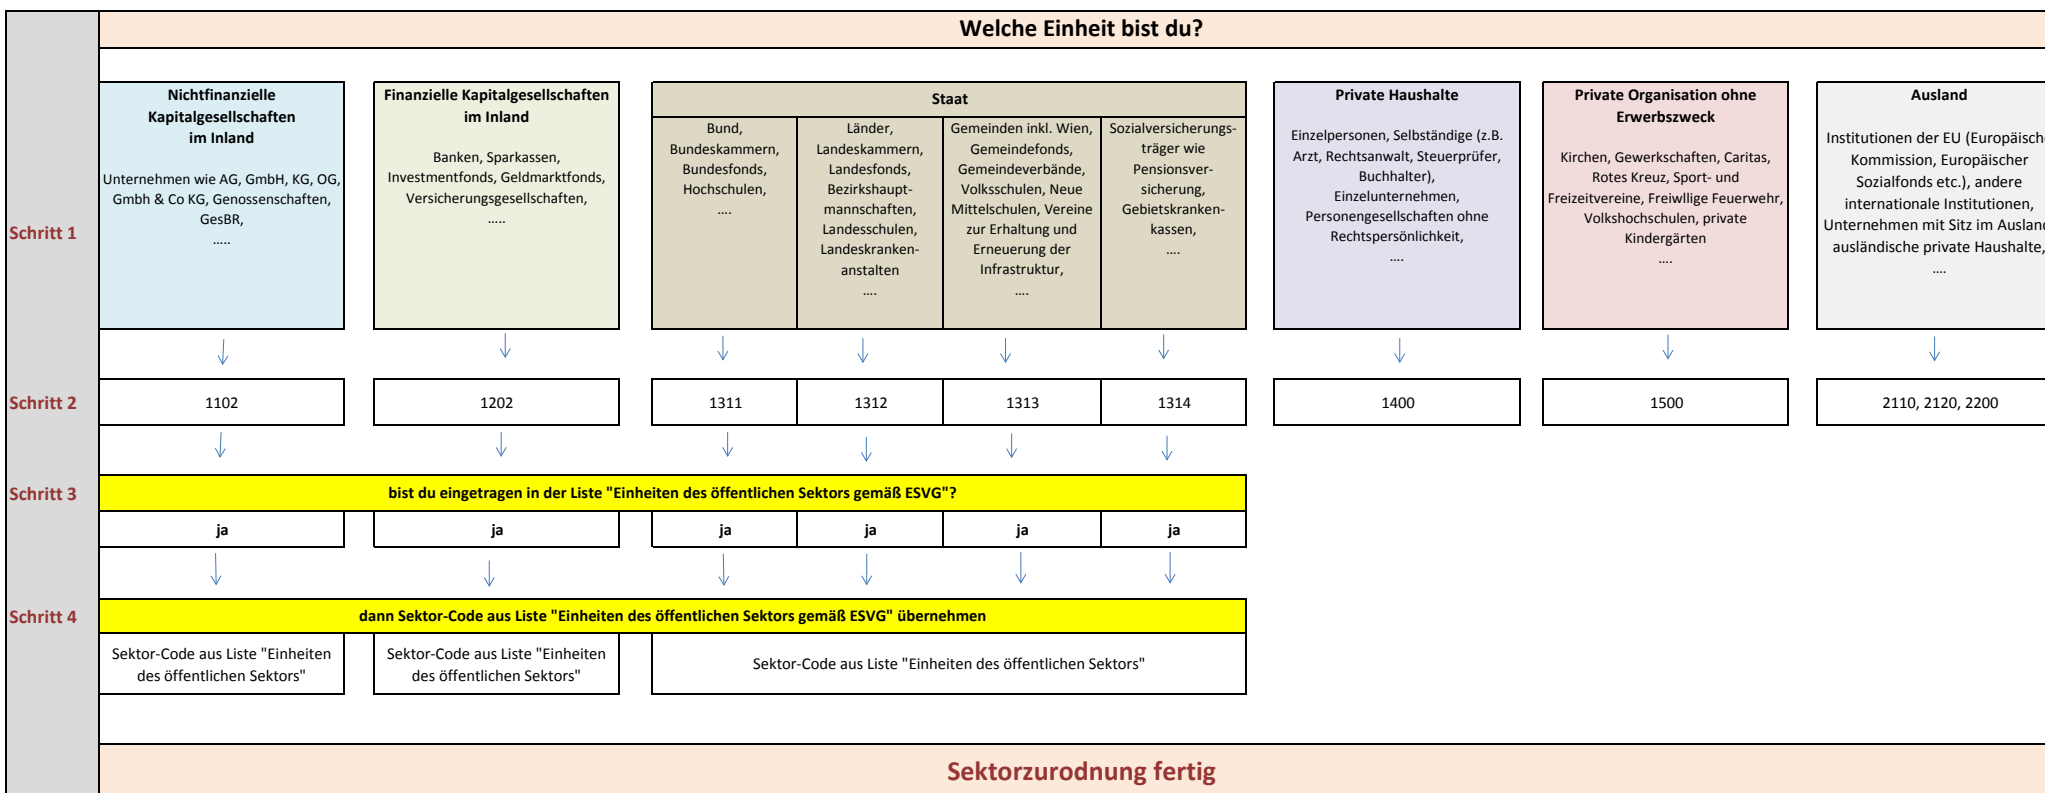 Welche Einheit bist du?
Schritt 1
Nichtfinanzielle
Kapitalgesellschaften
im Inland
Unternehmen wie AG, GmbH, KG, OG,
Gmbh & Co KG, Genossenschaften,
GesBR,
.....
Finanzielle Kapitalgesellschaften
im Inland
Banken, Sparkassen,
Investmentfonds, Geldmarktfonds,
Versicherungsgesellschaften,
.....
Staat
Bund,
Bundeskammern,
Bundesfonds,
Hochschulen,
....
Länder,
Landeskammern,
Landesfonds,
Bezirkshaupt-
mannschaften,
Landesschulen,
Landeskranken-
anstalten
....
Gemeinden inkl. Wien,
Gemeindefonds,
Gemeindeverbände,
Volksschulen, Neue
Mittelschulen, Vereine
zur Erhaltung und
Erneuerung der
Infrastruktur,
....
Sozialversicherungs-
träger wie
Pensionsver-
sicherung,
Gebietskranken-
kassen,
....
Private Haushalte
Einzelpersonen, Selbständige (z.B.
Arzt, Rechtsanwalt, Steuerprüfer,
Buchhalter),
Einzelunternehmen,
Personengesellschaften ohne
Rechtspersönlichkeit,
....
Private Organisation ohne
Erwerbszweck
Kirchen, Gewerkschaften, Caritas,
Rotes Kreuz, Sport- und
Freizeitvereine, Freiwllige Feuerwehr,
Volkshochschulen, private
Kindergärten
....
Ausland
Institutionen der EU (Europäische
Kommission, Europäischer
Sozialfonds etc.), andere
internationale Institutionen,
Unternehmen mit Sitz im Ausland
ausländische private Haushalte,
....
Schritt 2
1102
1202
1311
1312
1313
1314
1400
1500
2110, 2120, 2200
Schritt 3
bist du eingetragen in der Liste "Einheiten des öffentlichen Sektors gemäß ESVG"?
ja
ja
ja
ja
ja
ja
Schritt 4
dann Sektor-Code aus Liste "Einheiten des öffentlichen Sektors gemäß ESVG" übernehmen
Sektor-Code aus Liste "Einheiten
des öffentlichen Sektors"
Sektor-Code aus Liste "Einheiten
des öffentlichen Sektors"
Sektor-Code aus Liste "Einheiten des öffentlichen Sektors"
Sektorzurodnung fertig